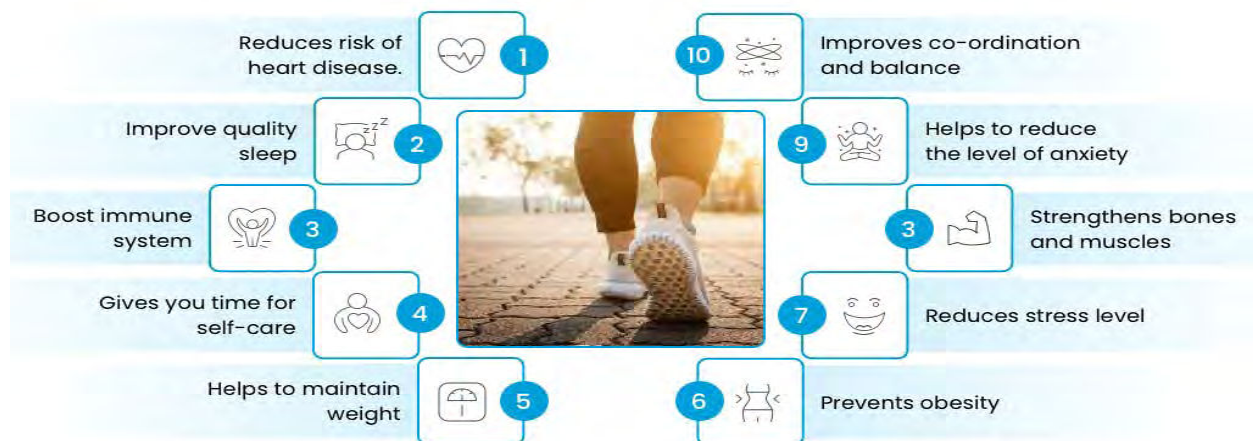 Reduces risk of
heart disease.
1
Improve quality
sleep
2
Boost immune
system
3
Gives you time for
self-care
4
Helps to maintain
weight
5
10
Improves co-ordination
and balance
9
Helps to reduce
the level of anxiety
3
Strengthens bones
and muscles
7
Reduces stress level
6
Prevents obesity
zzz